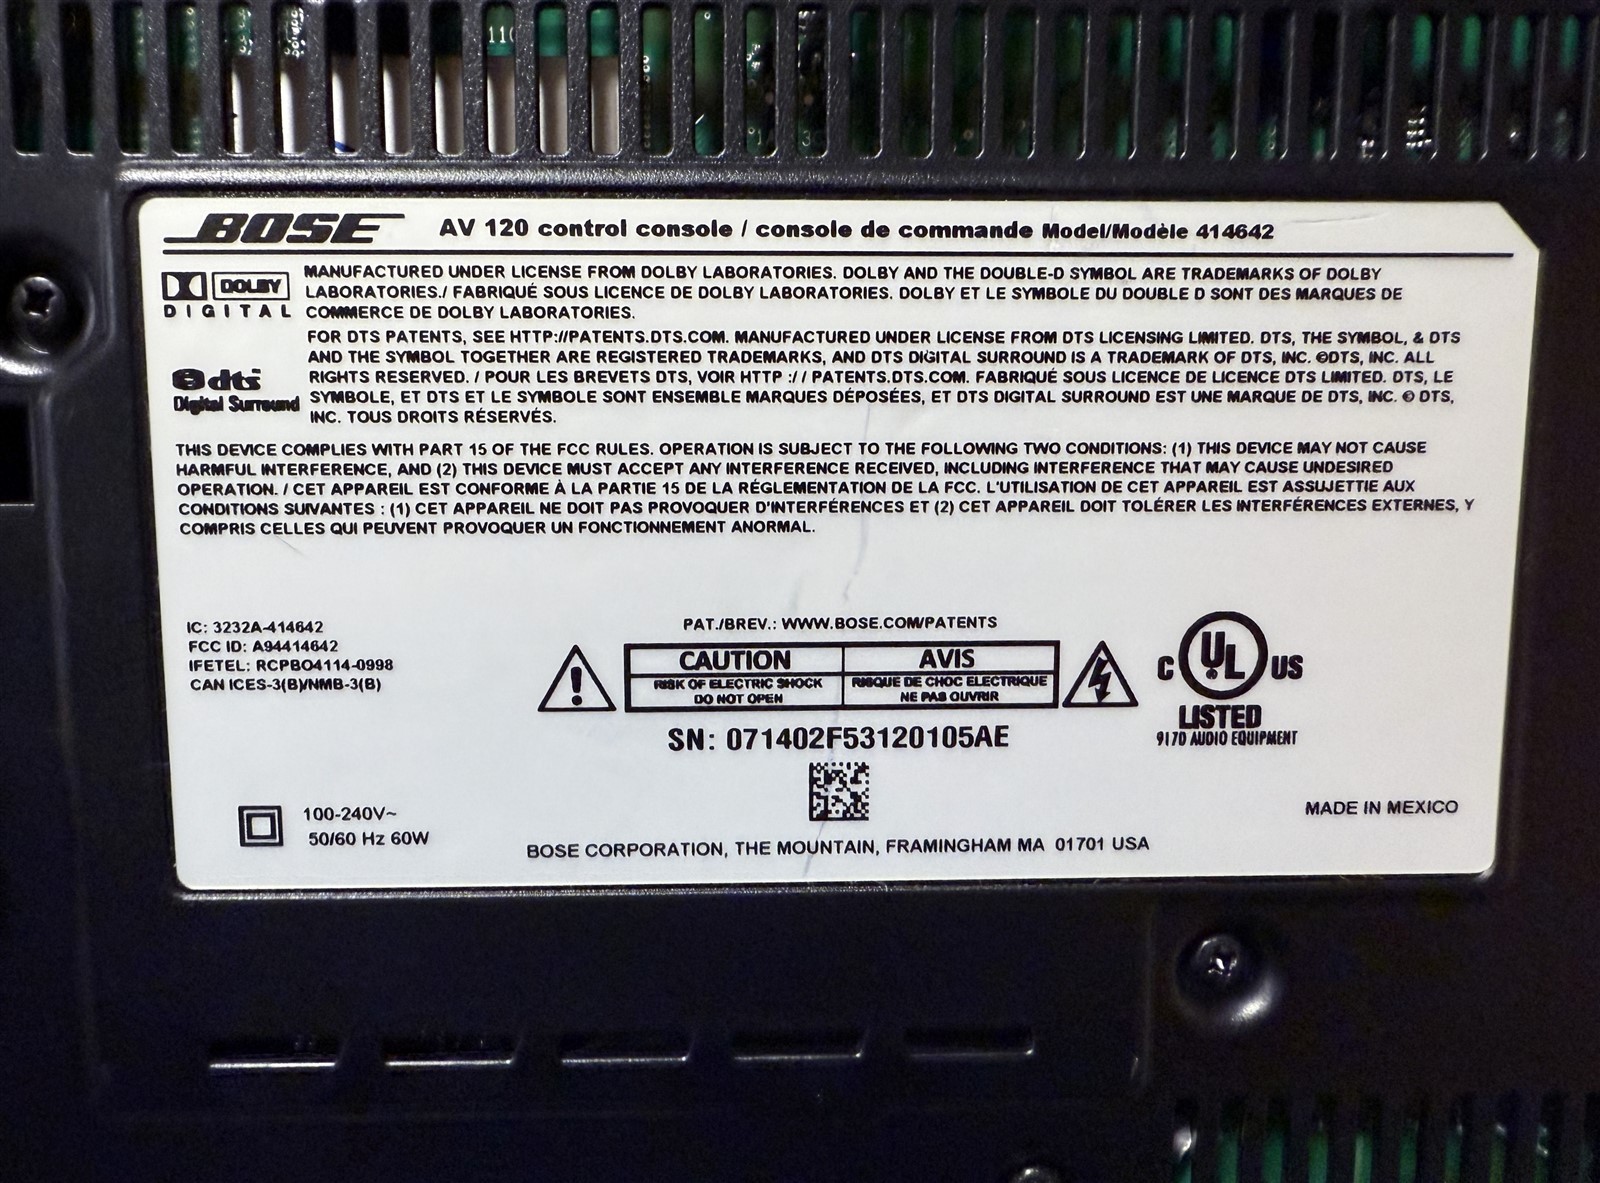 110
BOSE AV 120 control console / console de commande Model/Modèle 414642
DOLBY
DIGITAL
MANUFACTURED UNDER LICENSE FROM DOLBY LABORATORIES. DOLBY AND THE DOUBLE-D SYMBOL ARE TRADEMARKS OF DOLBY
LABORATORIES./ FABRIQUÉ SOUS LICENCE DE DOLBY LABORATORIES. DOLBY ET LE SYMBOLE DU DOUBLE D SONT DES MARQUES DE
COMMERCE DE DOLBY LABORATORIES.
dts
Digital Surround
FOR DTS PATENTS, SEE HTTP://PATENTS.DTS.COM. MANUFACTURED UNDER LICENSE FROM DTS LICENSING LIMITED. DTS, THE SYMBOL, & DTS
AND THE SYMBOL TOGETHER ARE REGISTERED TRADEMARKS, AND DTS DIGITAL SURROUND IS A TRADEMARK OF DTS, INC. ©DTS, INC. ALL
RIGHTS RESERVED. / POUR LES BREVETS DTS, VOIR HTTP :// PATENTS.DTS.COM. FABRIQUÉ SOUS LICENCE DE LICENCE DTS LIMITED. DTS, LE
SYMBOLE, ET DTS ET LE SYMBOLE SONT ENSEMBLE MARQUES DÉPOSÉES, ET DTS DIGITAL SURROUND EST UNE MARQUE DE DTS, INC. © DTS,
INC. TOUS DROITS RÉSERVÉS.
THIS DEVICE COMPLIES WITH PART 15 OF THE FCC RULES. OPERATION IS SUBJECT TO THE FOLLOWING TWO CONDITIONS: (1) THIS DEVICE MAY NOT CAUSE
HARMFUL INTERFERENCE, AND (2) THIS DEVICE MUST ACCEPT ANY INTERFERENCE RECEIVED, INCLUDING INTERFERENCE THAT MAY CAUSE UNDESIRED
OPERATION. / CET APPAREIL EST CONFORME À LA PARTIE 15 DE LA RÉGLEMENTATION DE LA FCC. L'UTILISATION DE CET APPAREIL EST ASSUJETTIE AUX
CONDITIONS SUIVANTES : (1) CET APPAREIL NE DOIT PAS PROVOQUER D'INTERFÉRENCES ET (2) CET APPAREIL DOIT TOLÉRER LES INTERFÉRENCES EXTERNES, Y
COMPRIS CELLES QUI PEUVENT PROVOQUER UN FONCTIONNEMENT ANORMAL.
IC: 3232A-414642
FCC ID: A94414642
IFETEL: RCPBO4114-0998
CAN ICES-3(B)/NMB-3(B)
PAT./BREV.: WWW.BOSE.COM/PATENTS
CAUTION AVIS
RISK OF ELECTRIC SHOCK RISQUE DE CHOC ELECTRIQUE
DO NOT OPEN NE PAS OUVRIR
SN: 071402F53120105AE
C UL US
LISTED
917D AUDIO EQUIPMENT
100-240V~
50/60 Hz 60W
MADE IN MEXICO
BOSE CORPORATION, THE MOUNTAIN, FRAMINGHAM MA 01701 USA